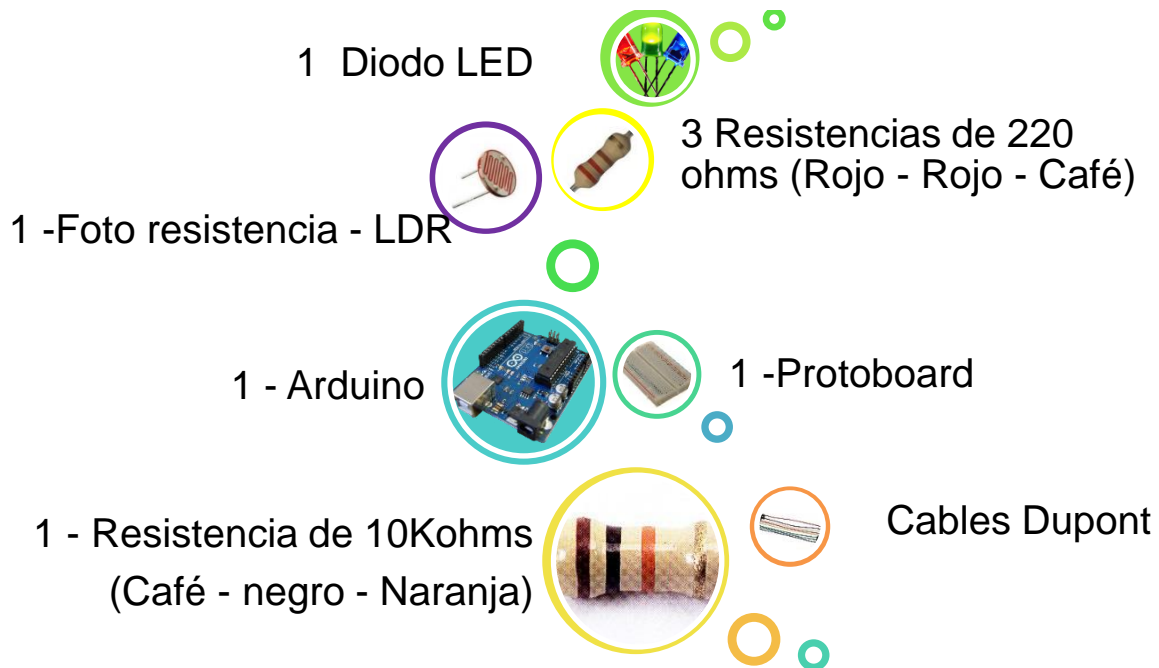 1 Diodo LED
3 Resistencias de 220
ohms (Rojo - Rojo - Café)
1 -Foto resistencia - LDR
1 - Arduino
1 -Protoboard
1 - Resistencia de 10Kohms
(Café - negro - Naranja)
Cables Dupont